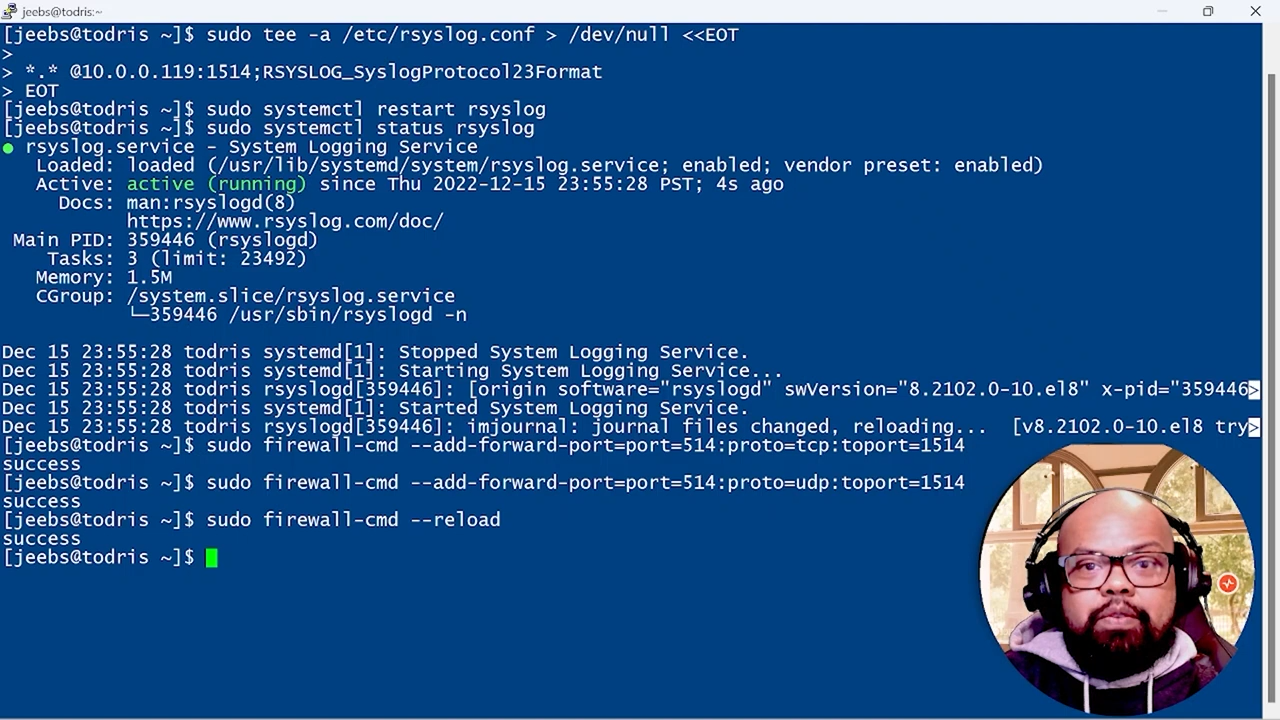 jeebs@todris:~
[jeebs@todris ~]$ sudo tee -a /etc/rsyslog.conf > /dev/null <<EOT
>
> *.* @10.0.0.119:1514;RSYSLOG_SyslogProtocol23Format
> EOT
[jeebs@todris ~]$ sudo systemctl restart rsyslog
[jeebs@todris ~]$ sudo systemctl status rsyslog
● rsyslog.service - System Logging Service
Loaded: loaded (/usr/lib/systemd/system/rsyslog.service; enabled; vendor preset: enabled)
Active: active (running) since Thu 2022-12-15 23:55:28 PST; 4s ago
Docs: man:rsyslogd(8)
https://www.rsyslog.com/doc/
Main PID: 359446 (rsyslogd)
Tasks: 3 (limit: 23492)
Memory: 1.5M
CGroup: /system.slice/rsyslog.service
└─359446 /usr/sbin/rsyslogd -n
Dec 15 23:55:28 todris systemd[1]: Stopped System Logging Service.
Dec 15 23:55:28 todris systemd[1]: Starting System Logging Service...
Dec 15 23:55:28 todris rsyslogd[359446]: [origin software="rsyslogd" swVersion="8.2102.0-10.el8" x-pid="359446>
Dec 15 23:55:28 todris systemd[1]: Started System Logging Service.
Dec 15 23:55:28 todris rsyslogd[359446]: imjournal: journal files changed, reloading... [v8.2102.0-10.el8 try>
[jeebs@todris ~]$ sudo firewall-cmd --add-forward-port=port=514:proto=tcp:toport=1514
success
[jeebs@todris ~]$ sudo firewall-cmd --add-forward-port=port=514:proto=udp:toport=1514
success
[jeebs@todris ~]$ sudo firewall-cmd --reload
success
[jeebs@todris ~]$